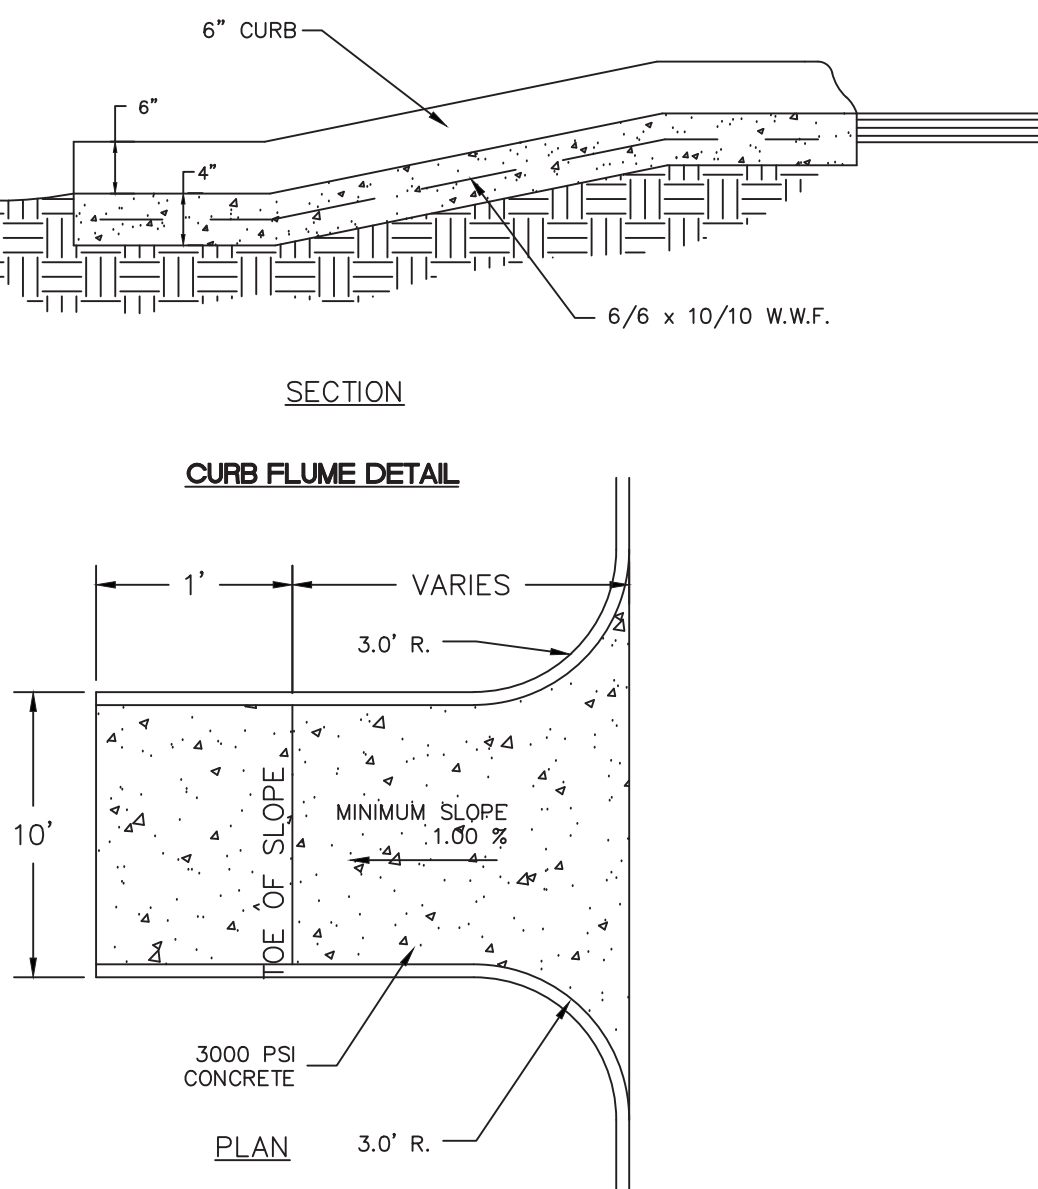 6” CURB
6”
4”
6/6 x 10/10 W.W.F.
SECTION
CURB FLUME DETAIL
1’
VARIES
3.0’ R.
10’
TOE OF SLOPE
MINIMUM SLOPE
1.00 %
3000 PSI
CONCRETE
PLAN
3.0’ R.